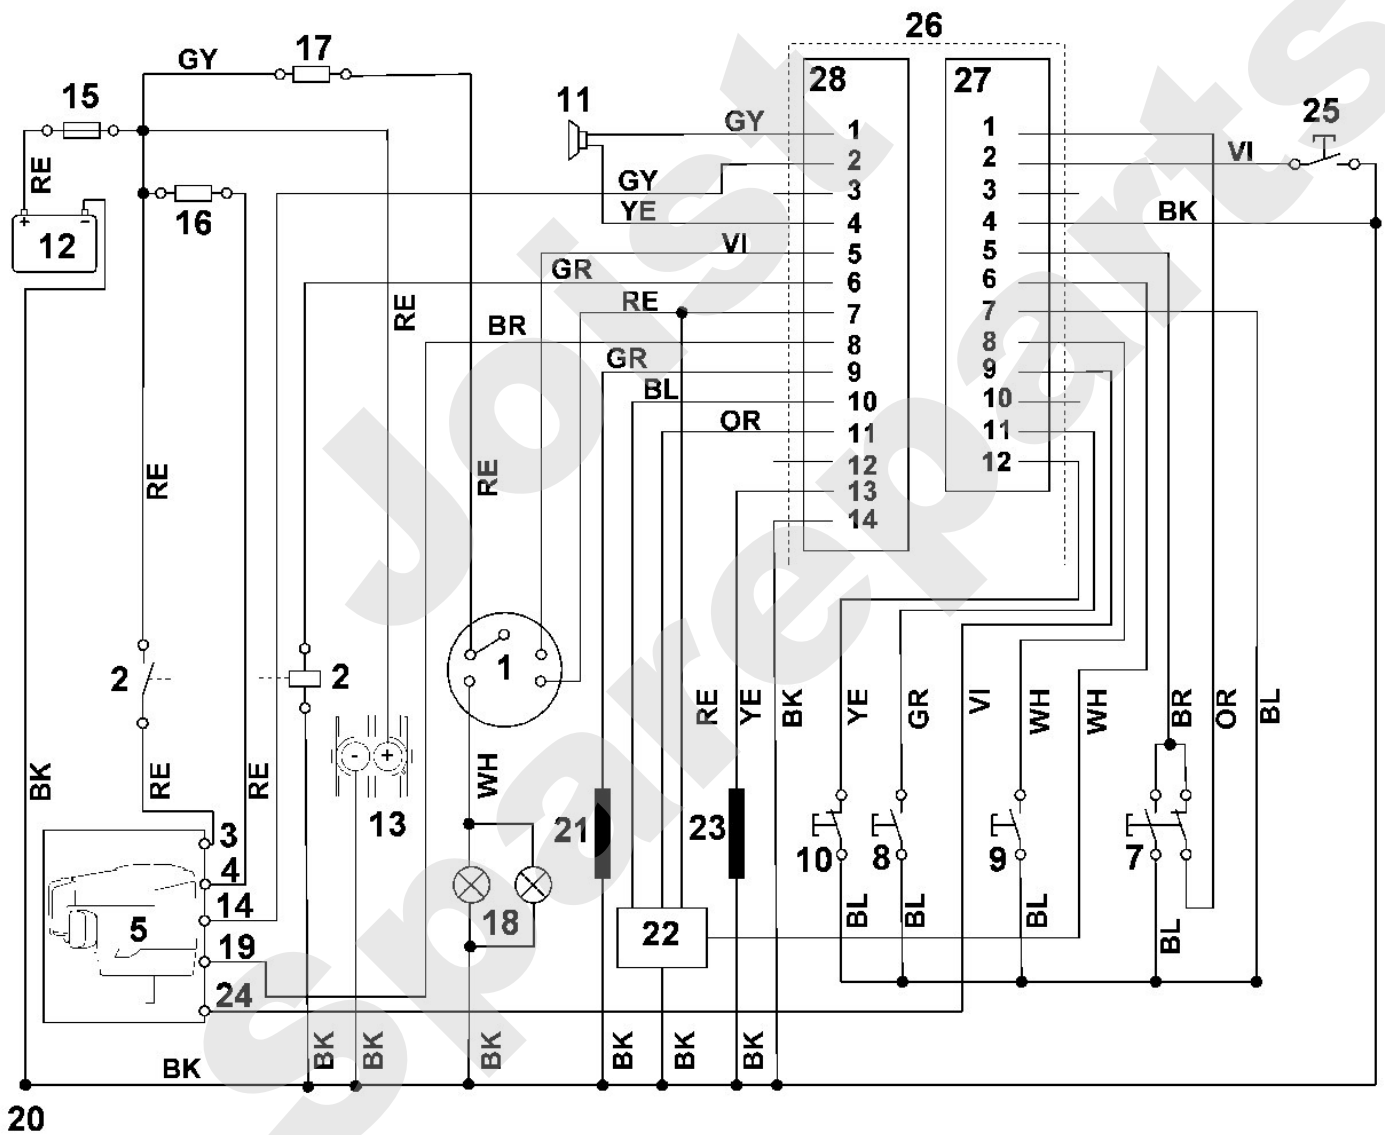 26
17
GY
28
27
15
11
25
GY
1
1
RE
2
2
VI
GY
3
3
16
YE
4
4
BK
12
VI
5
5
GR
6
6
RE
RE
7
7
BR
8
8
GR
9
9
BL
10
10
OR
11
11
12
12
RE
RE
13
14
2
2
1
RE
YE
BK
YE
GR
VI
WH
WH
BR
OR
BL
BK
RE
RE
WH
13
21
23
3
10
8
9
7
4
14
5
18
22
BL
BL
BL
BL
19
24
BK
BK
BK
BK
BK
BK
BK
20
Joist
Spareparts